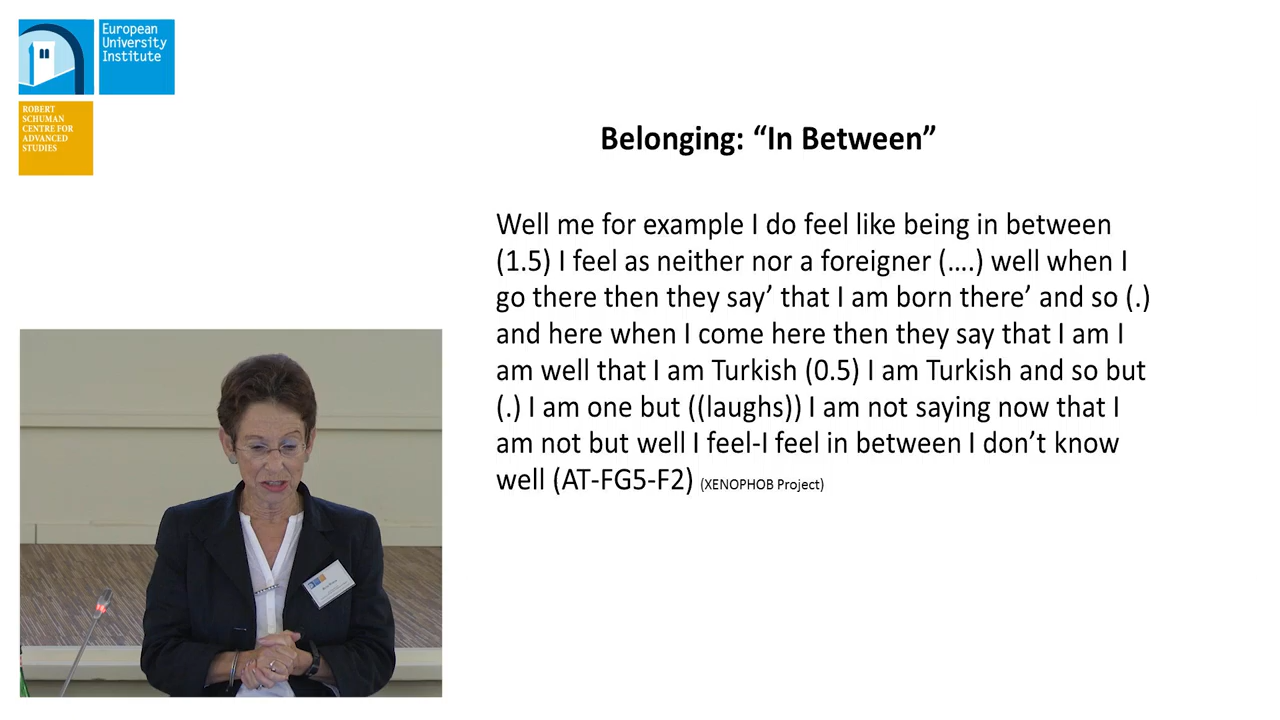 European
University
Institute
ROBERT
SCHUMAN
CENTRE FOR
ADVANCED
STUDIES
Belonging: “In Between”
Well me for example I do feel like being in between
(1.5) I feel as neither nor a foreigner (….) well when I
go there then they say’ that I am born there’ and so (.)
and here when I come here then they say that I am I
am well that I am Turkish (0.5) I am Turkish and so but
(.) I am one but ((laughs)) I am not saying now that I
am not but well I feel-I feel in between I don’t know
well (AT-FG5-F2) (XENOPHOB Project)